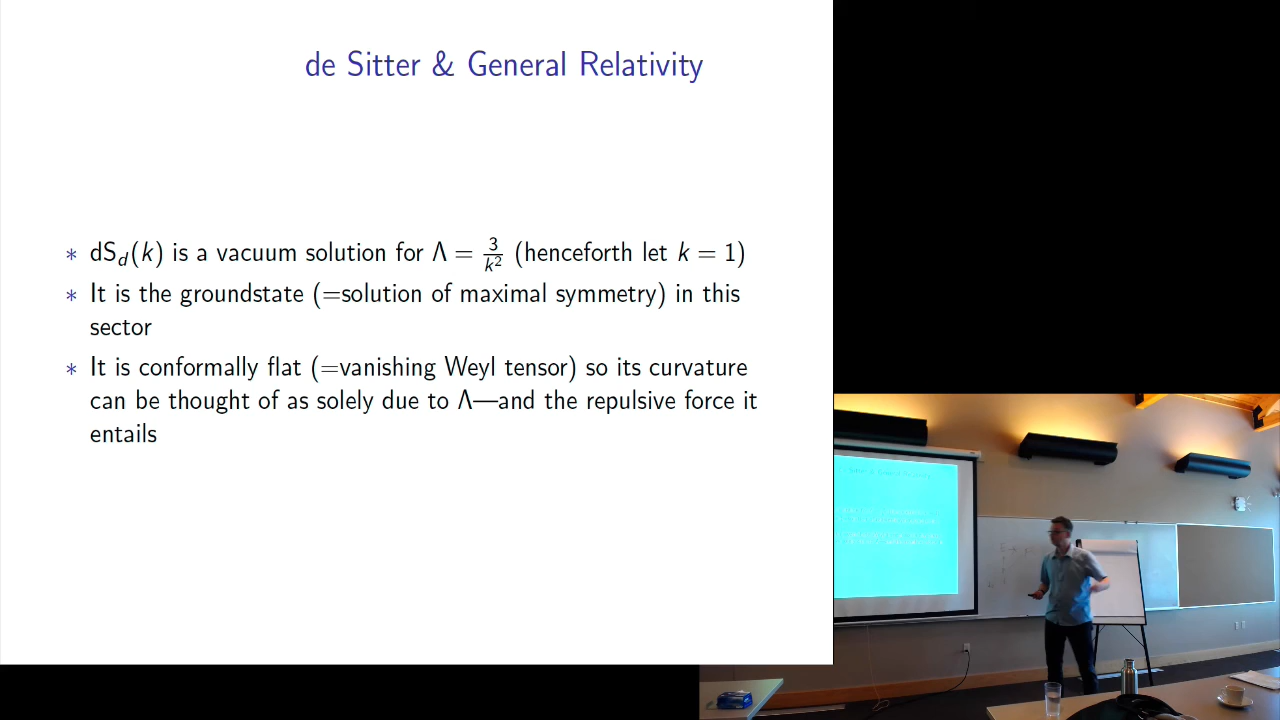 de Sitter & General Relativity
* dS_d(k) is a vacuum solution for Λ = 3/k² (henceforth let k = 1)
* It is the groundstate (=solution of maximal symmetry) in this
sector
* It is conformally flat (=vanishing Weyl tensor) so its curvature
can be thought of as solely due to Λ—and the repulsive force it
entails